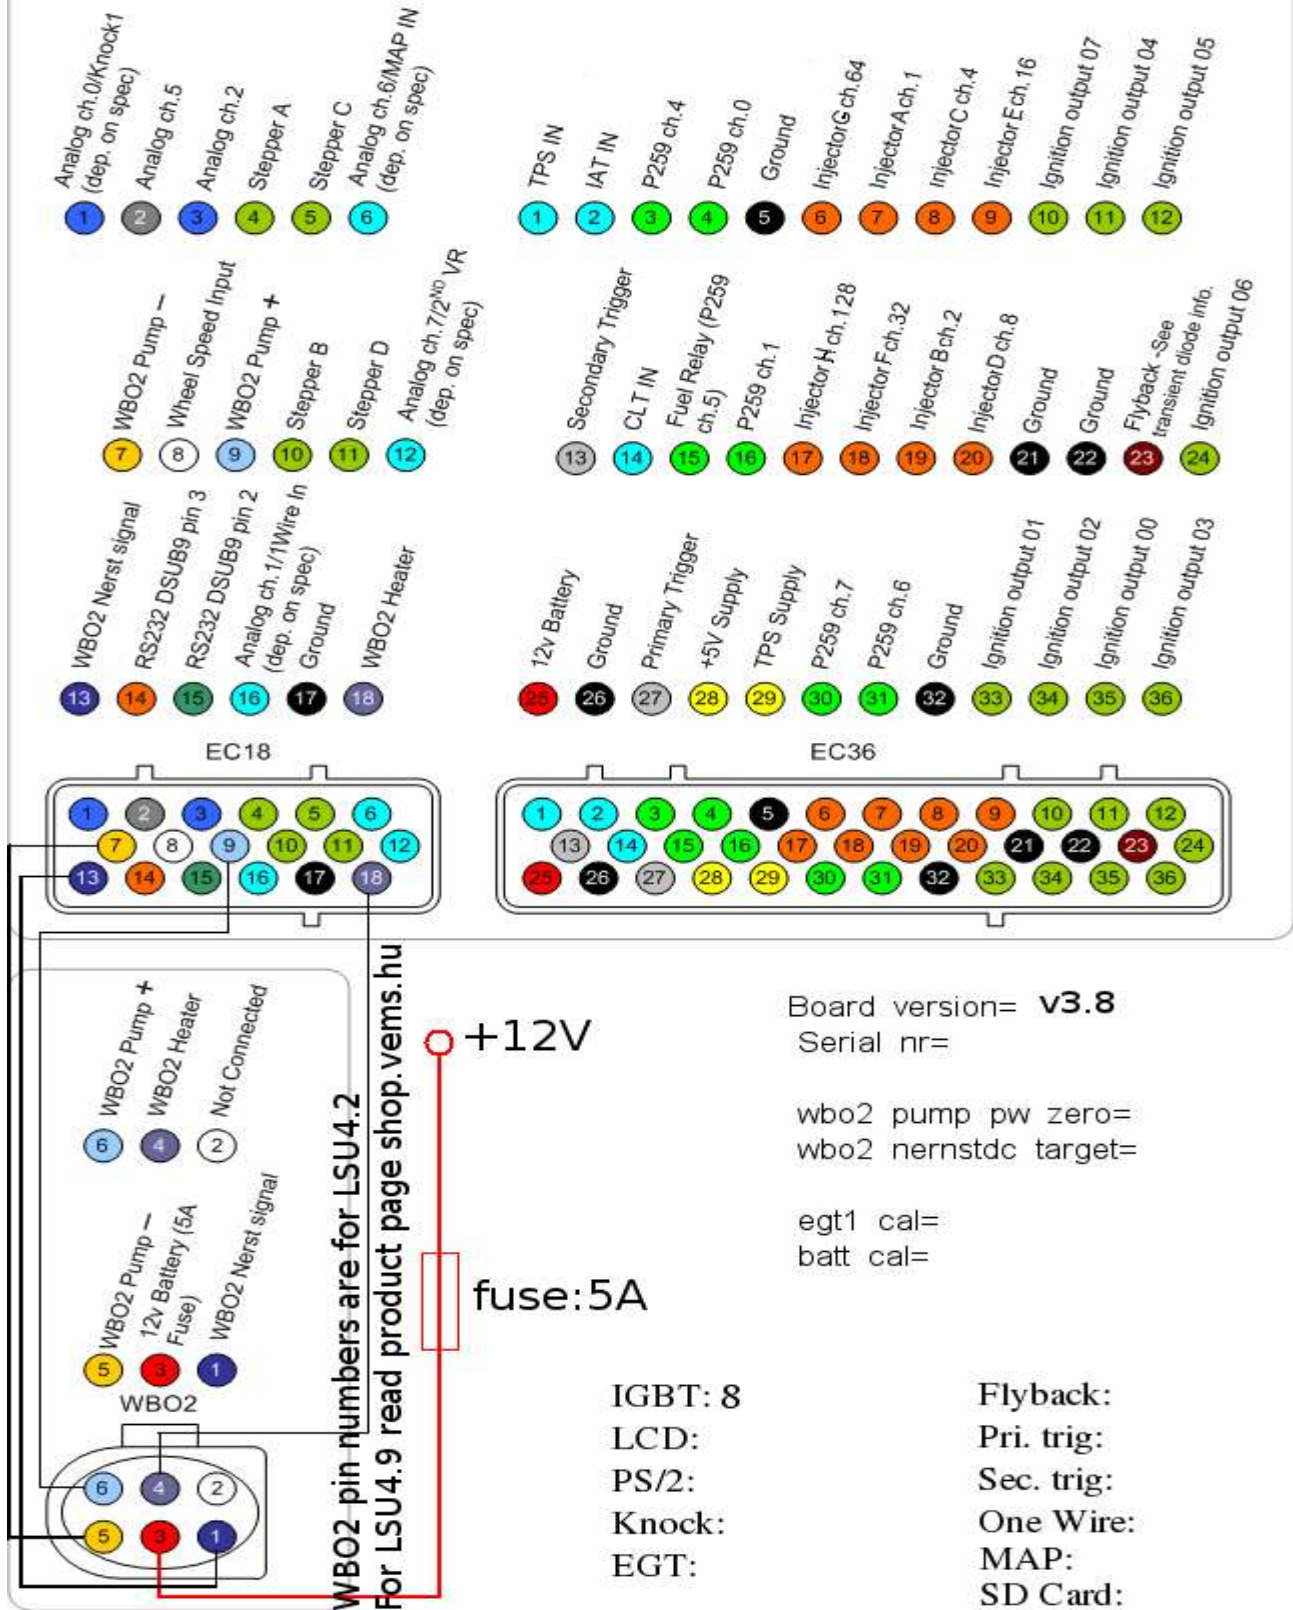 Analog ch.0/Knock1
(dep. on spec)
Analog ch.5
Analog ch.2
Stepper A
Stepper C
Analog ch.6/MAP IN
(dep. on spec)
1 2 3 4 5 6
TPS IN
IAT IN
P259 ch.4
P259 ch.0
Ground
InjectorG ch.64
InjectorA ch.1
InjectorC ch.4
InjectorE ch.16
Ignition output 07
Ignition output 04
Ignition output 05
1 2 3 4 5 6 7 8 9 10 11 12
WBO2 Pump −
Wheel Speed Input
WBO2 Pump +
Stepper B
Stepper D
Analog ch.7/2ND VR
(dep. on spec)
7 8 9 10 11 12
Secondary Trigger
CLT IN
Fuel Relay (P259
ch.5)
P259 ch.1
InjectorH ch.128
InjectorF ch.32
InjectorB ch.2
InjectorD ch.8
Ground
Ground
Flyback -See
transient diode info.
Ignition output 06
13 14 15 16 17 18 19 20 21 22 23 24
WBO2 Nerst signal
RS232 DSUB9 pin 3
RS232 DSUB9 pin 2
Analog ch.1/1Wire In
(dep. on spec)
Ground
WBO2 Heater
13 14 15 16 17 18
12v Battery
Ground
Primary Trigger
+5V Supply
TPS Supply
P259 ch.7
P259 ch.6
Ground
Ignition output 01
Ignition output 02
Ignition output 00
Ignition output 03
25 26 27 28 29 30 31 32 33 34 35 36
EC18
1 2 3 4 5 6
7 8 9 10 11 12
13 14 15 16 17 18
EC36
1 2 3 4 5 6 7 8 9 10 11 12
13 14 15 16 17 18 19 20 21 22 23 24
25 26 27 28 29 30 31 32 33 34 35 36
WBO2 Pump +
WBO2 Heater
Not Connected
6 4 2
WBO2 Pump −
12v Battery (5A
Fuse)
WBO2 Nerst signal
5 3 1
WBO2
6 4 2
5 3 1
WBO2 pin numbers are for LSU4.2
For LSU4.9 read product page shop.vems.hu
+12V
fuse:5A
Board version= v3.8
Serial nr=
wbo2 pump pw zero=
wbo2 nernstdc target=
egt1 cal=
batt cal=
IGBT: 8
LCD:
PS/2:
Knock:
EGT:
Flyback:
Pri. trig:
Sec. trig:
One Wire:
MAP:
SD Card: